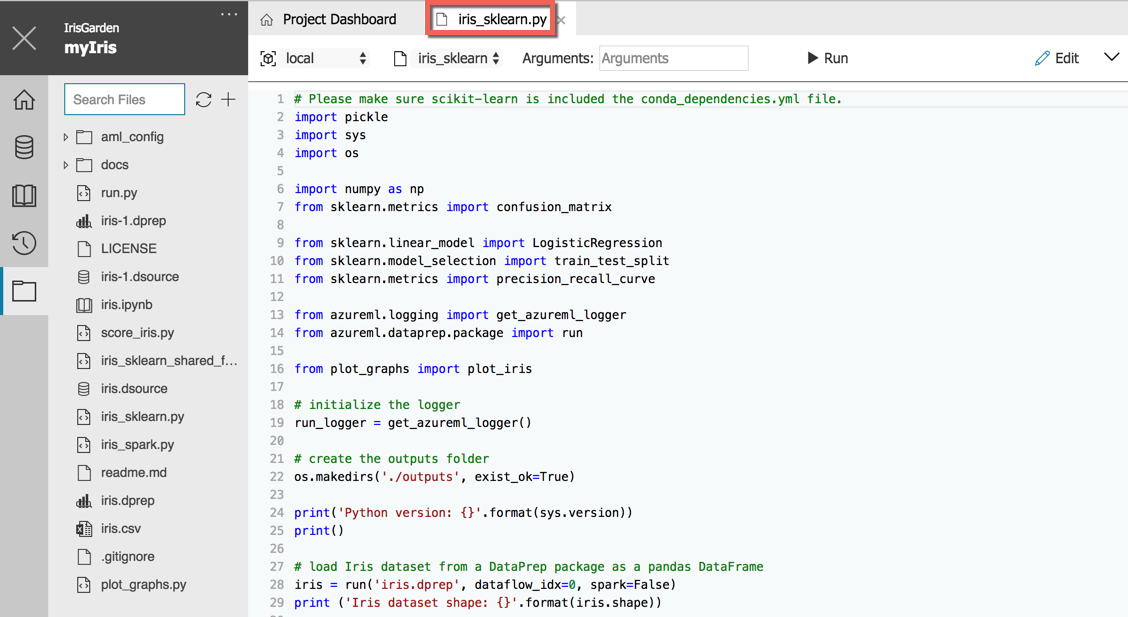 IrisGarden
myIris
...
Project Dashboard
iris_sklearn.py
local
iris_sklearn
Arguments:
Arguments
Run
Edit
Search Files
aml_config
docs
run.py
iris-1.dprep
LICENSE
iris-1.dsource
iris.ipynb
score_iris.py
iris_sklearn_shared_f...
iris.dsource
iris_sklearn.py
iris_spark.py
readme.md
iris.dprep
iris.csv
.gitignore
plot_graphs.py
1 # Please make sure scikit-learn is included the conda_dependencies.yml file.
2 import pickle
3 import sys
4 import os
5
6 import numpy as np
7 from sklearn.metrics import confusion_matrix
8
9 from sklearn.linear_model import LogisticRegression
10 from sklearn.model_selection import train_test_split
11 from sklearn.metrics import precision_recall_curve
12
13 from azureml.logging import get_azureml_logger
14 from azureml.dataprep.package import run
15
16 from plot_graphs import plot_iris
17
18 # initialize the logger
19 run_logger = get_azureml_logger()
20
21 # create the outputs folder
22 os.makedirs('./outputs', exist_ok=True)
23
24 print('Python version: {}'.format(sys.version))
25 print()
26
27 # load Iris dataset from a DataPrep package as a pandas DataFrame
28 iris = run('iris.dprep', dataflow_idx=0, spark=False)
29 print ('Iris dataset shape: {}'.format(iris.shape))